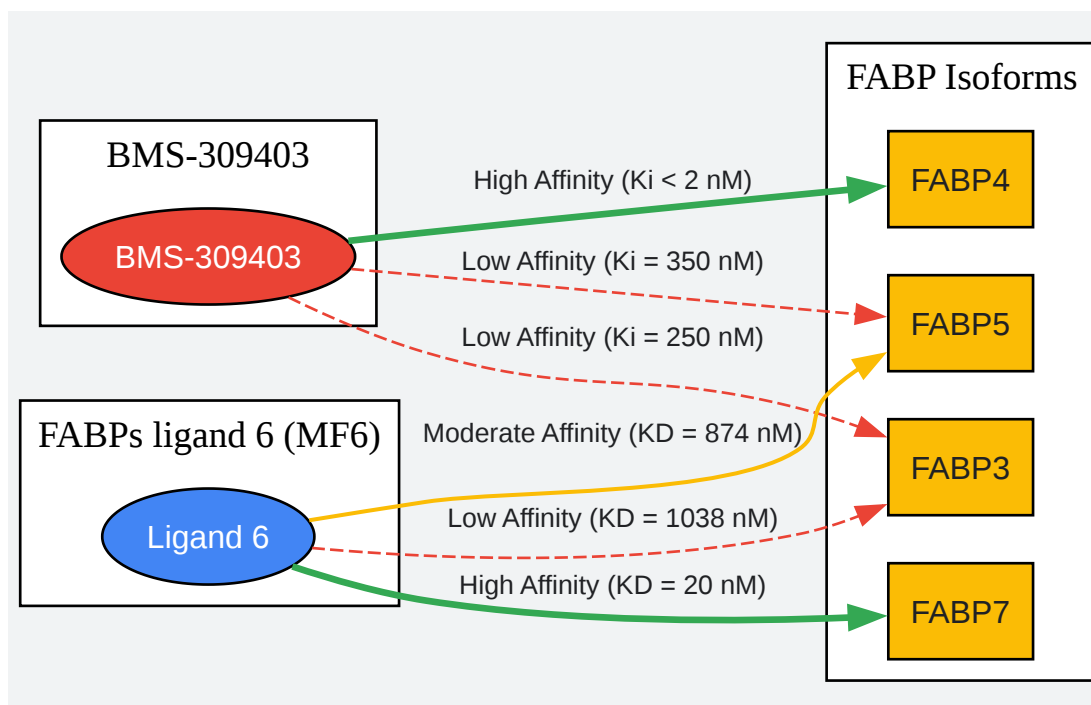 FABP Isoforms
BMS-309403
BMS-309403
High Affinity (Ki < 2 nM)
FABP4
Low Affinity (Ki = 350 nM)
FABP5
Low Affinity (Ki = 250 nM)
FABPs ligand 6 (MF6)
Moderate Affinity (KD = 874 nM)
FABP3
Ligand 6
Low Affinity (KD = 1038 nM)
High Affinity (KD = 20 nM)
FABP7